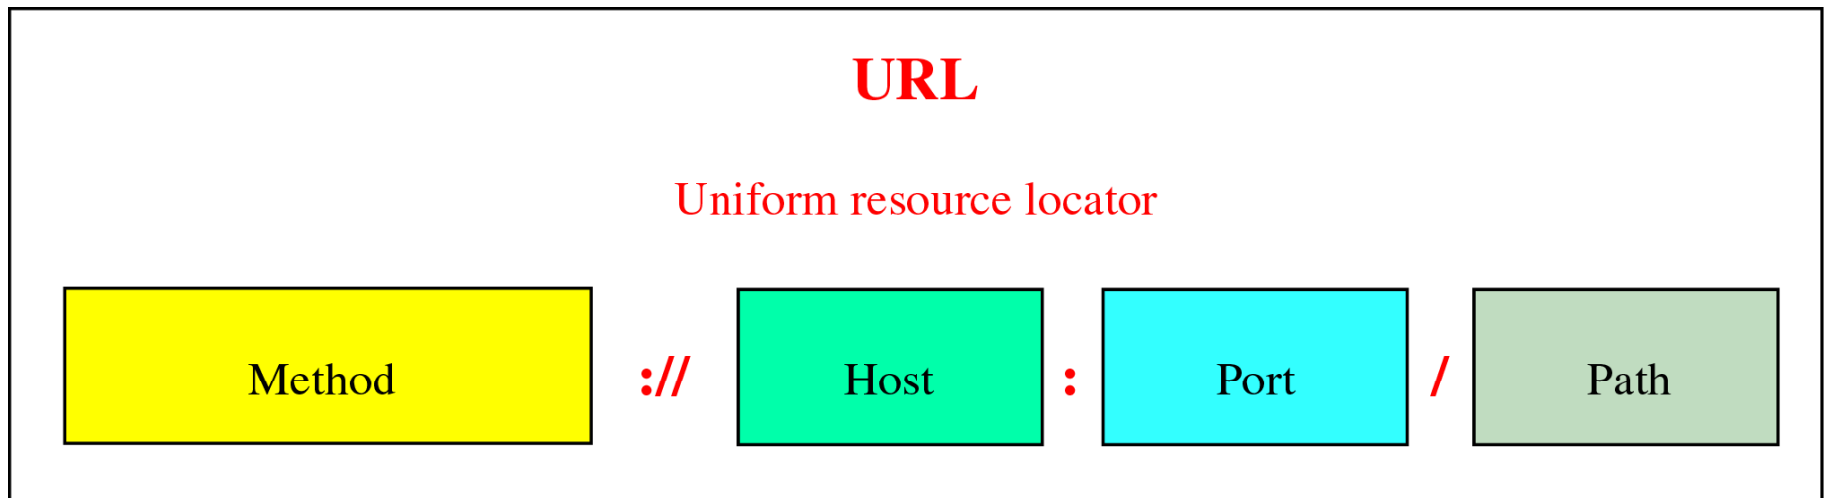 URL
Uniform resource locator
Method :// Host : Port / Path